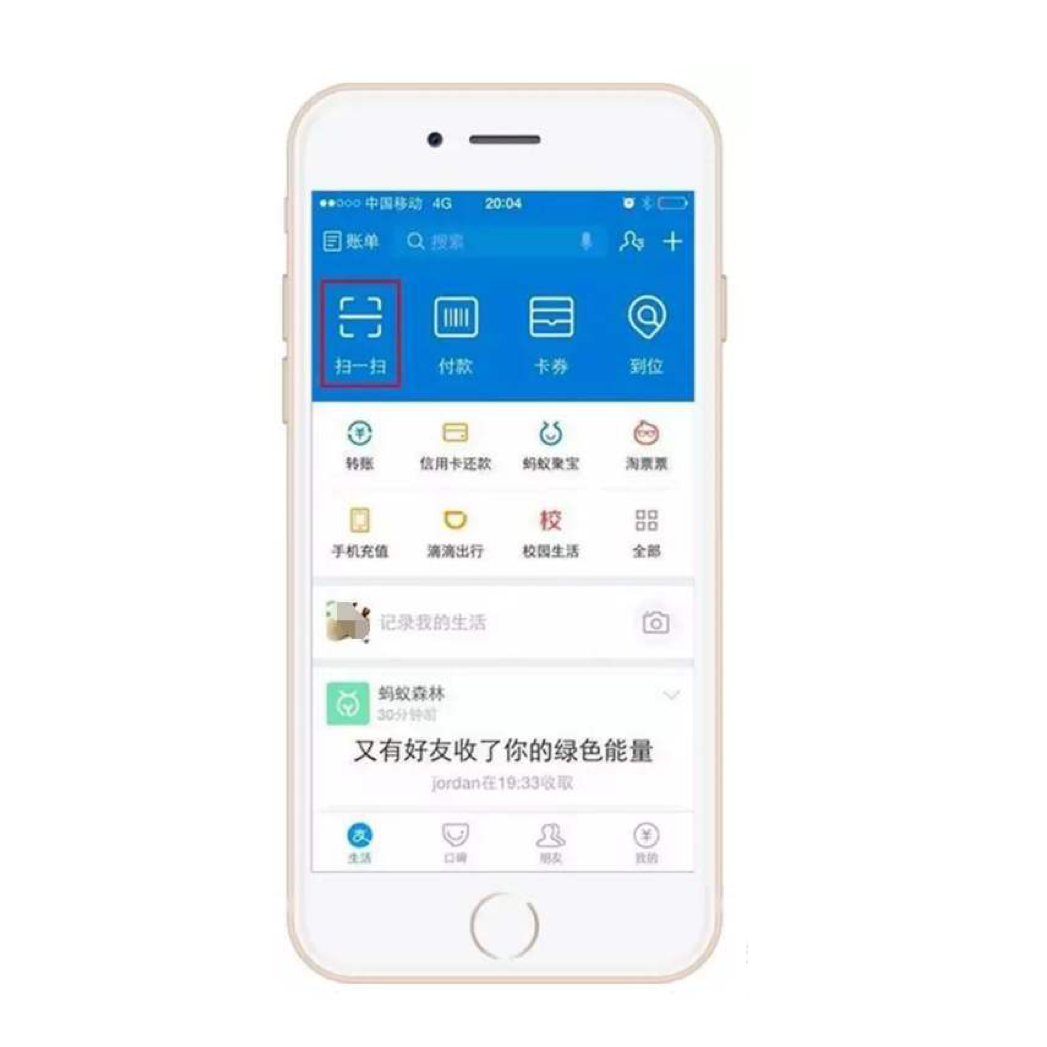 中国移动 4G 20:04
账单 搜索
扫一扫 付款 卡券 到位
转账 信用卡还款 蚂蚁聚宝 淘票票
校
手机充值 滴滴出行 校园生活 全部
记录我的生活
蚂蚁森林
30分钟前
又有好友收了你的绿色能量
jordan在19:33收取
支
生活 口碑 朋友 我的